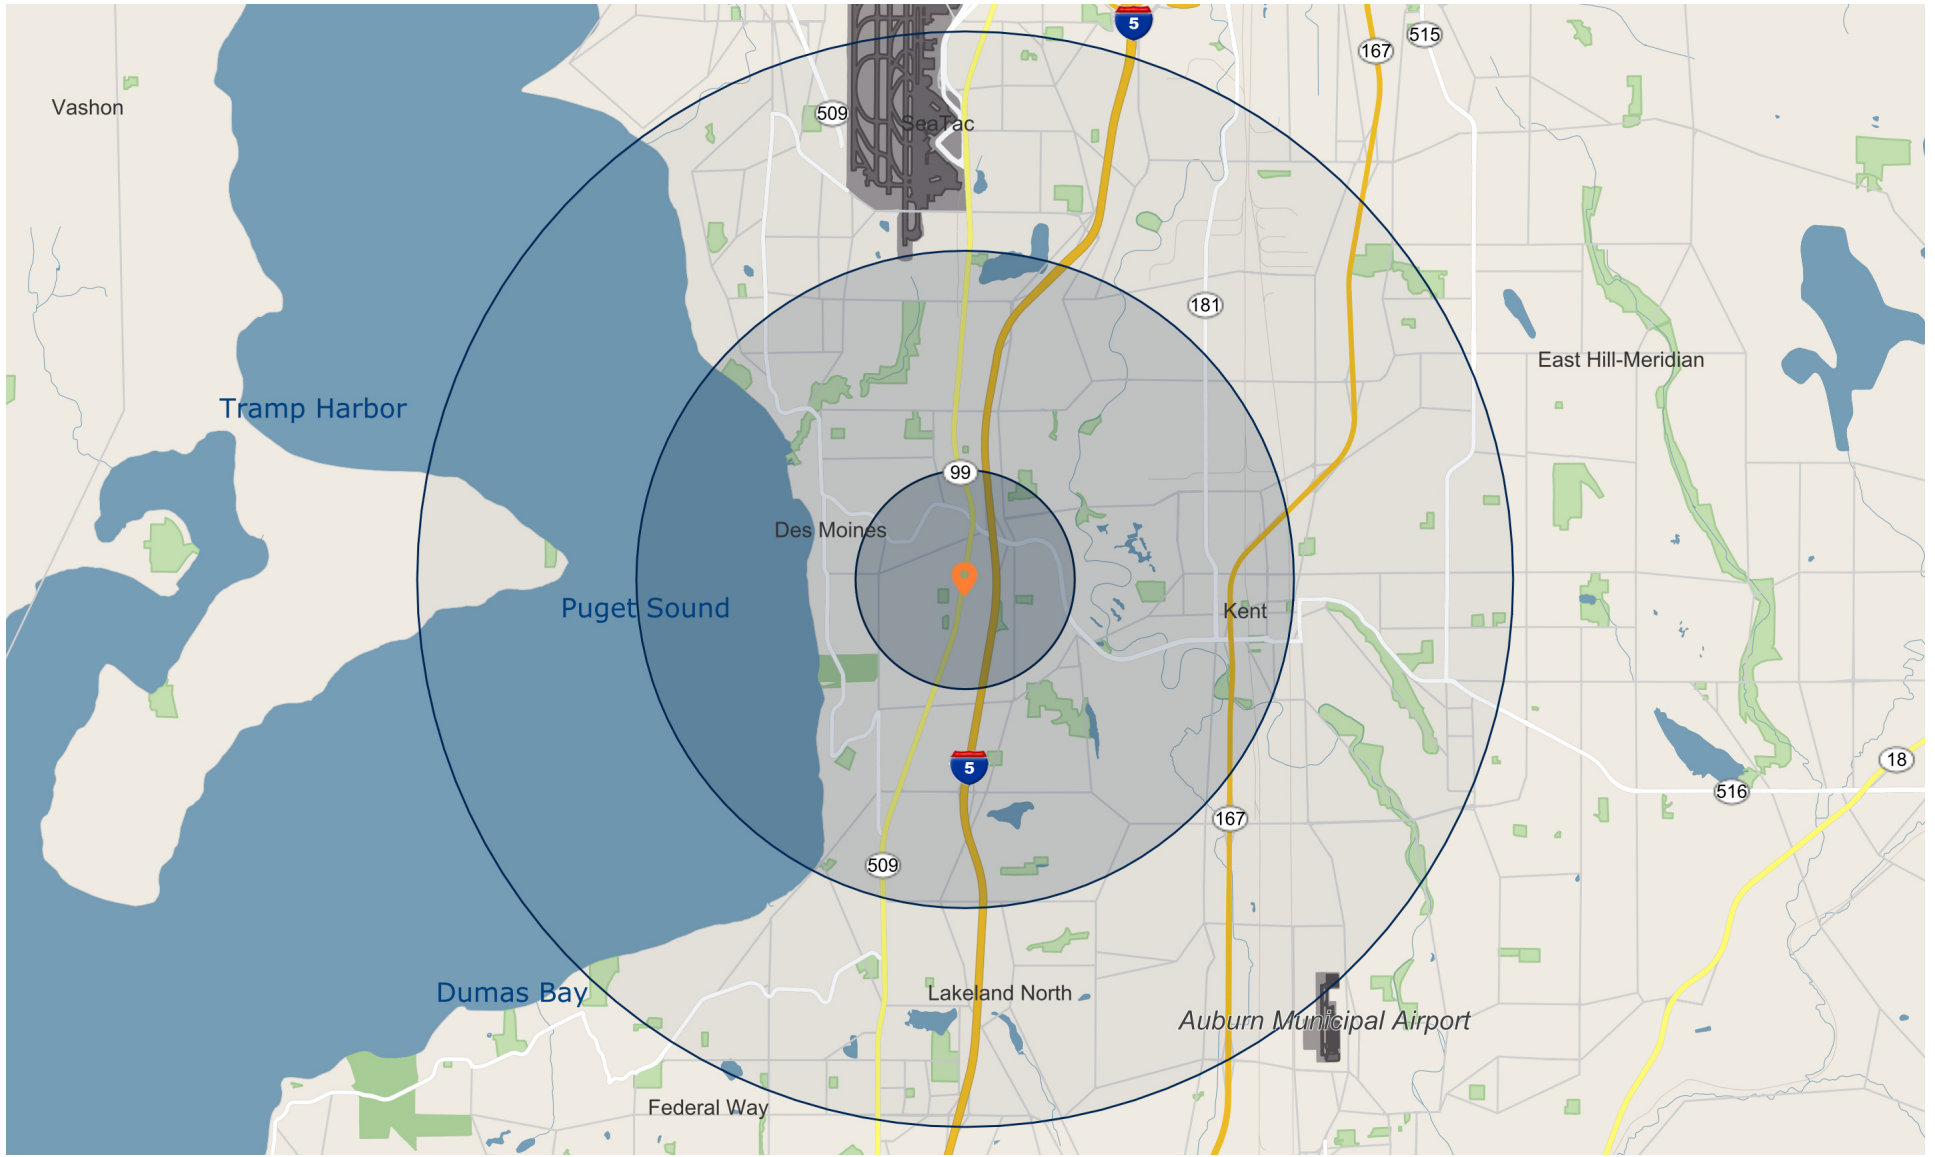 5
515
167
Vashon
509
SeaTac
181
East Hill-Meridian
Tramp Harbor
99
Des Moines
Puget Sound
Kent
18
5
516
167
509
Dumas Bay
Lakeland North
Auburn Municipal Airport
Federal Way